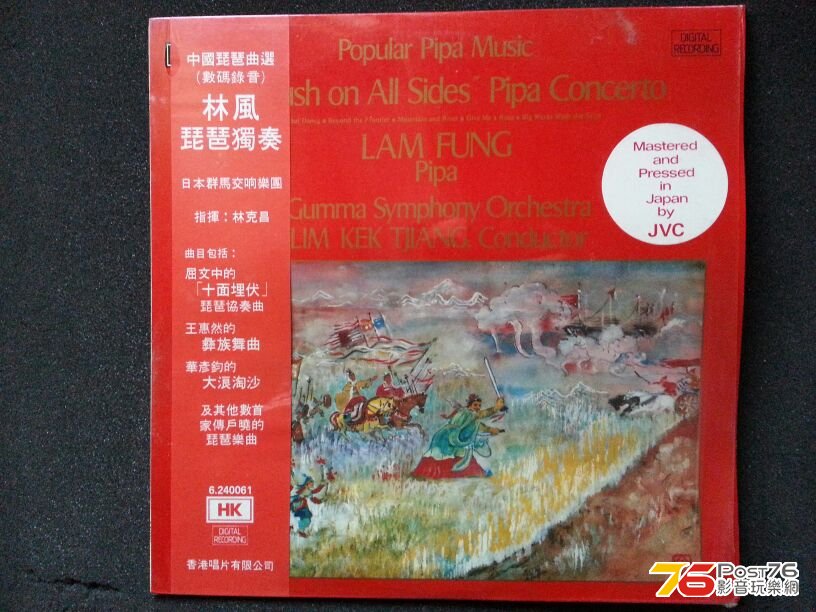 中國琵琶曲選
（數碼錄音）
林風
琵琶獨奏
日本群馬交响樂團
指揮：林克昌
曲目包括：
屈文中的
「十面埋伏」
琵琶協奏曲
王惠然的
彝族舞曲
華彥鈞的
大浪淘沙
及其他數首
家傳戶曉的
琵琶樂曲
6.240061
HK
DIGITAL
RECORDING
香港唱片有限公司
Popular Pipa Music
ush on All Sides" Pipa Concerto
LAM FUNG
Pipa
Gumma Symphony Orchestra
LIM KEK TJIANG, Conductor
DIGITAL
RECORDING
Mastered
and
Pressed
in
Japan
by
JVC
76 Post76
影音玩樂網